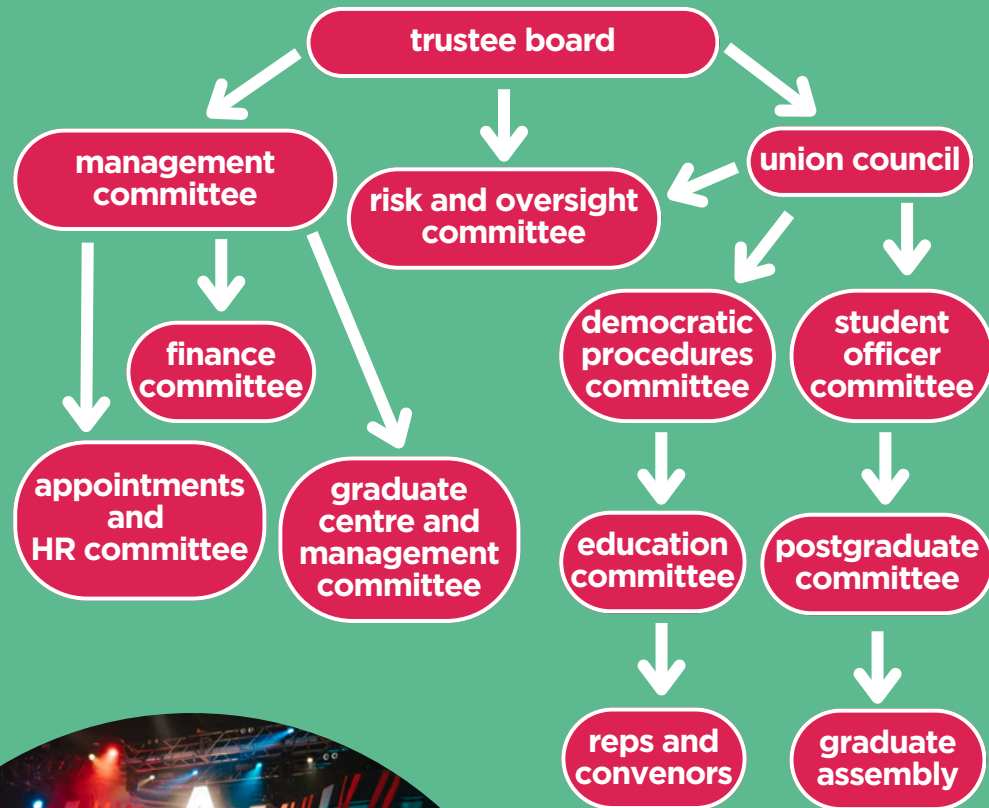 trustee board
management
committee
union council
risk and oversight
committee
democratic
procedures
committee
student
officer
committee
finance
committee
appointments
and
HR committee
graduate
centre and
management
committee
education
committee
postgraduate
committee
reps and
convenors
graduate
assembly